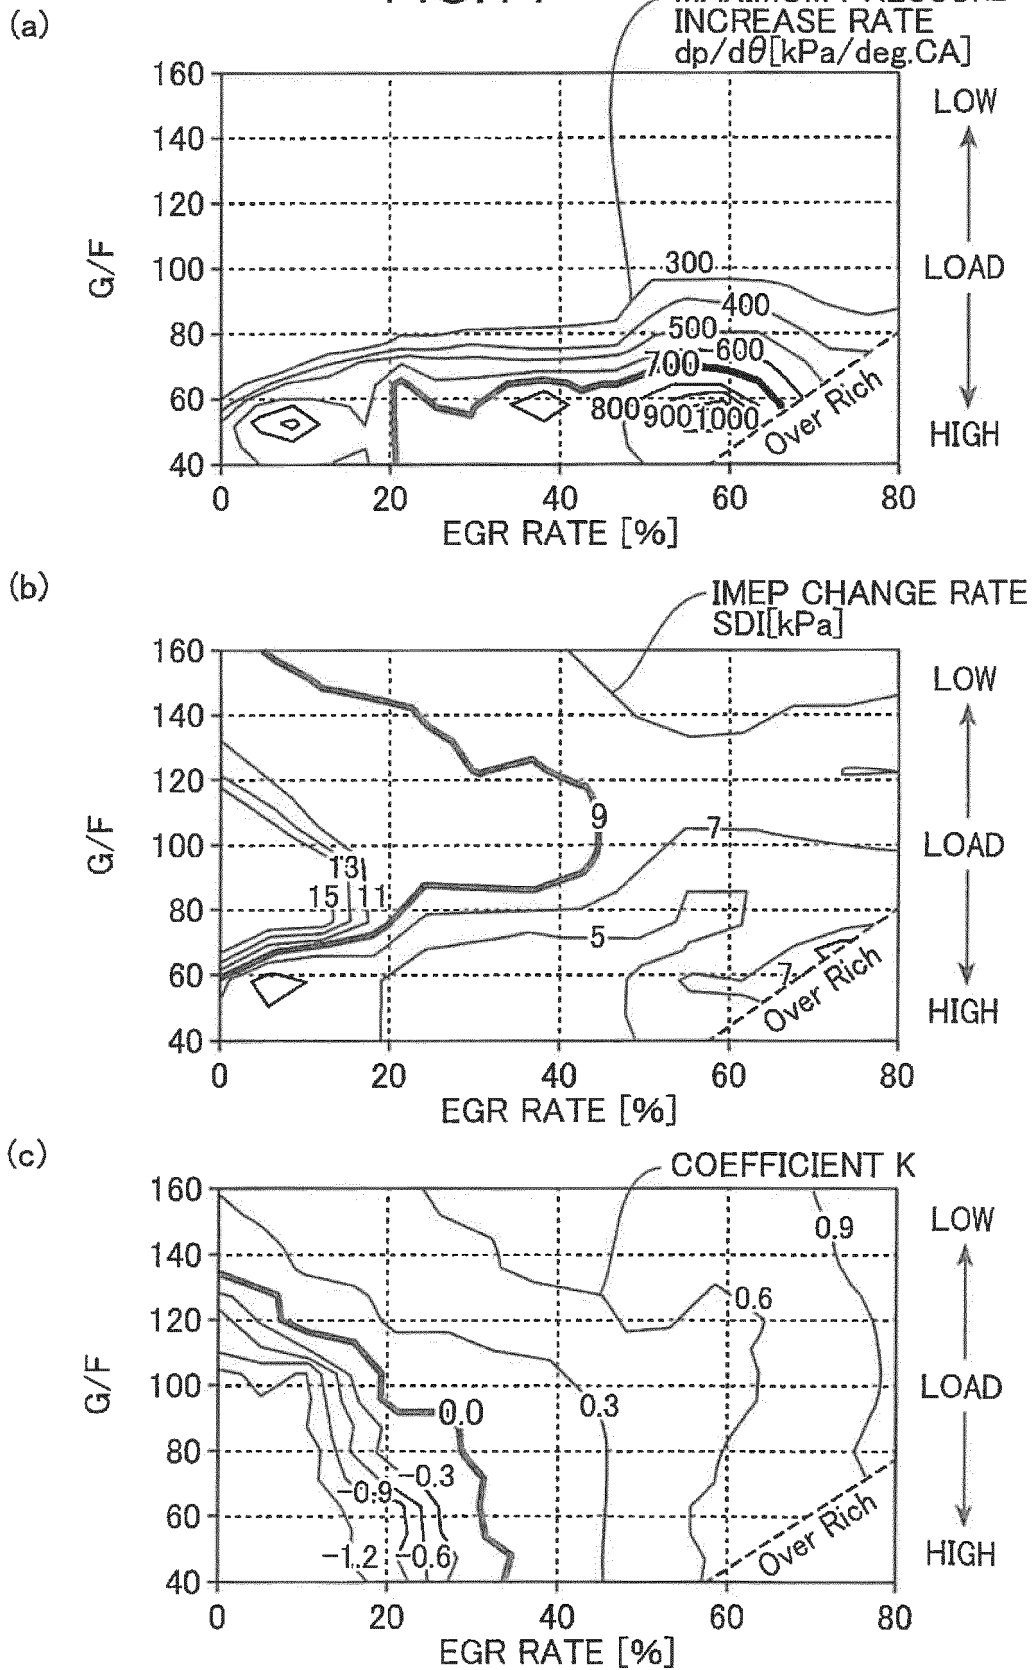 (a)
INCREASE RATE
dp/dθ[kPa/deg.CA]
160
140
120
100
80
60
40
G/F
300
400
500
600
700
800
900
1000
Over Rich
LOW
LOAD
HIGH
0
20
40
60
80
EGR RATE [%]
(b)
IMEP CHANGE RATE
SDI[kPa]
160
140
120
100
80
60
40
G/F
9
7
13
15
11
5
7
Over Rich
LOW
LOAD
HIGH
0
20
40
60
80
EGR RATE [%]
(c)
COEFFICIENT K
160
140
120
100
80
60
40
G/F
0.9
0.6
0.3
0.0
-0.3
-0.9
-1.2
-0.6
Over Rich
LOW
LOAD
HIGH
0
20
40
60
80
EGR RATE [%]